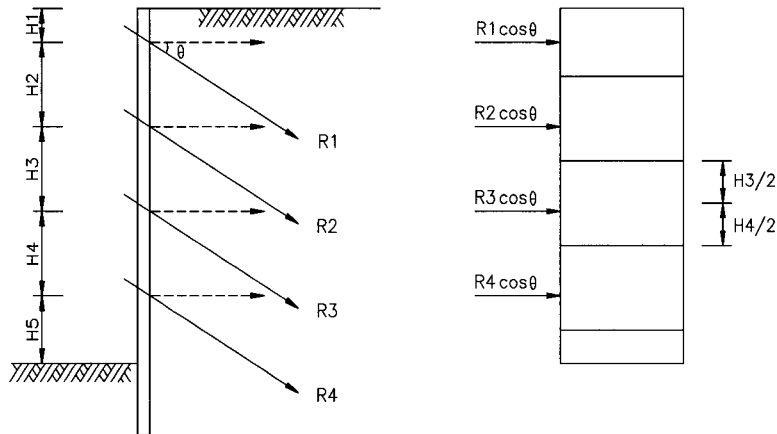 H1
H2
H3
H4
H5
θ
R1
R2
R3
R4
R1cosθ
R2cosθ
R3cosθ
R4cosθ
H3/2
H4/2